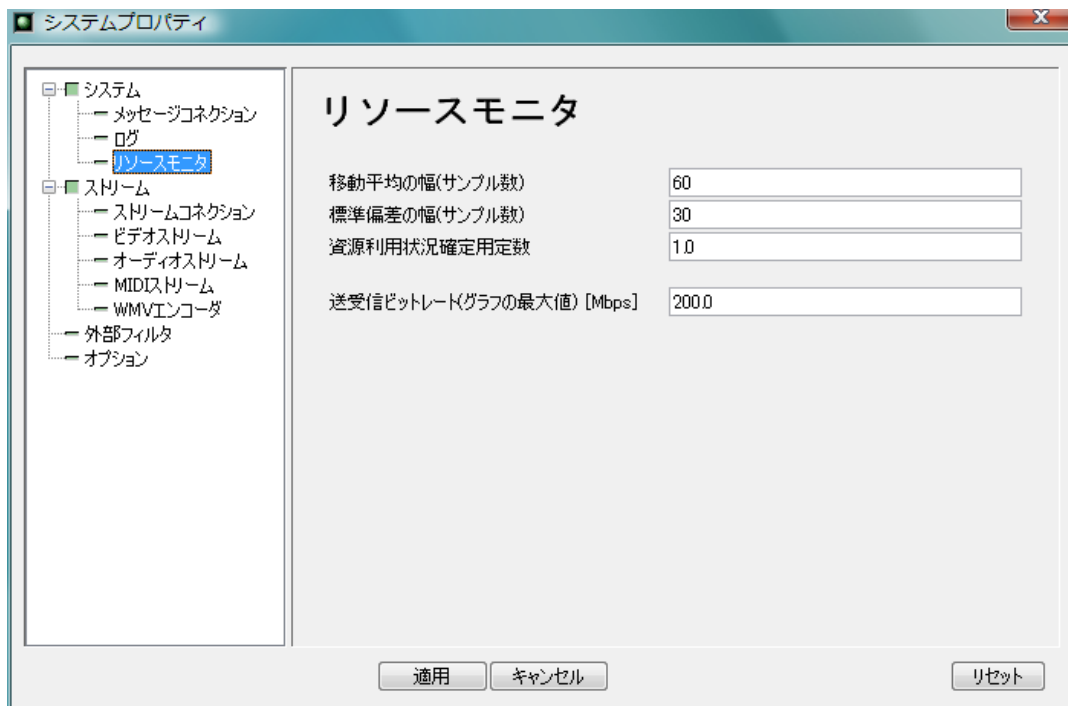 システムプロパティ
システム
メッセージコネクション
ログ
リソースモニタ
ストリーム
ストリームコネクション
ビデオストリーム
オーディオストリーム
MIDIストリーム
WMVエンコーダ
外部フィルタ
オプション
リソースモニタ
移動平均の幅(サンプル数) 60
標準偏差の幅(サンプル数) 30
資源利用状況確定用定数 1.0
送受信ビットレート(グラフの最大値) [Mbps] 200.0
適用 キャンセル リセット